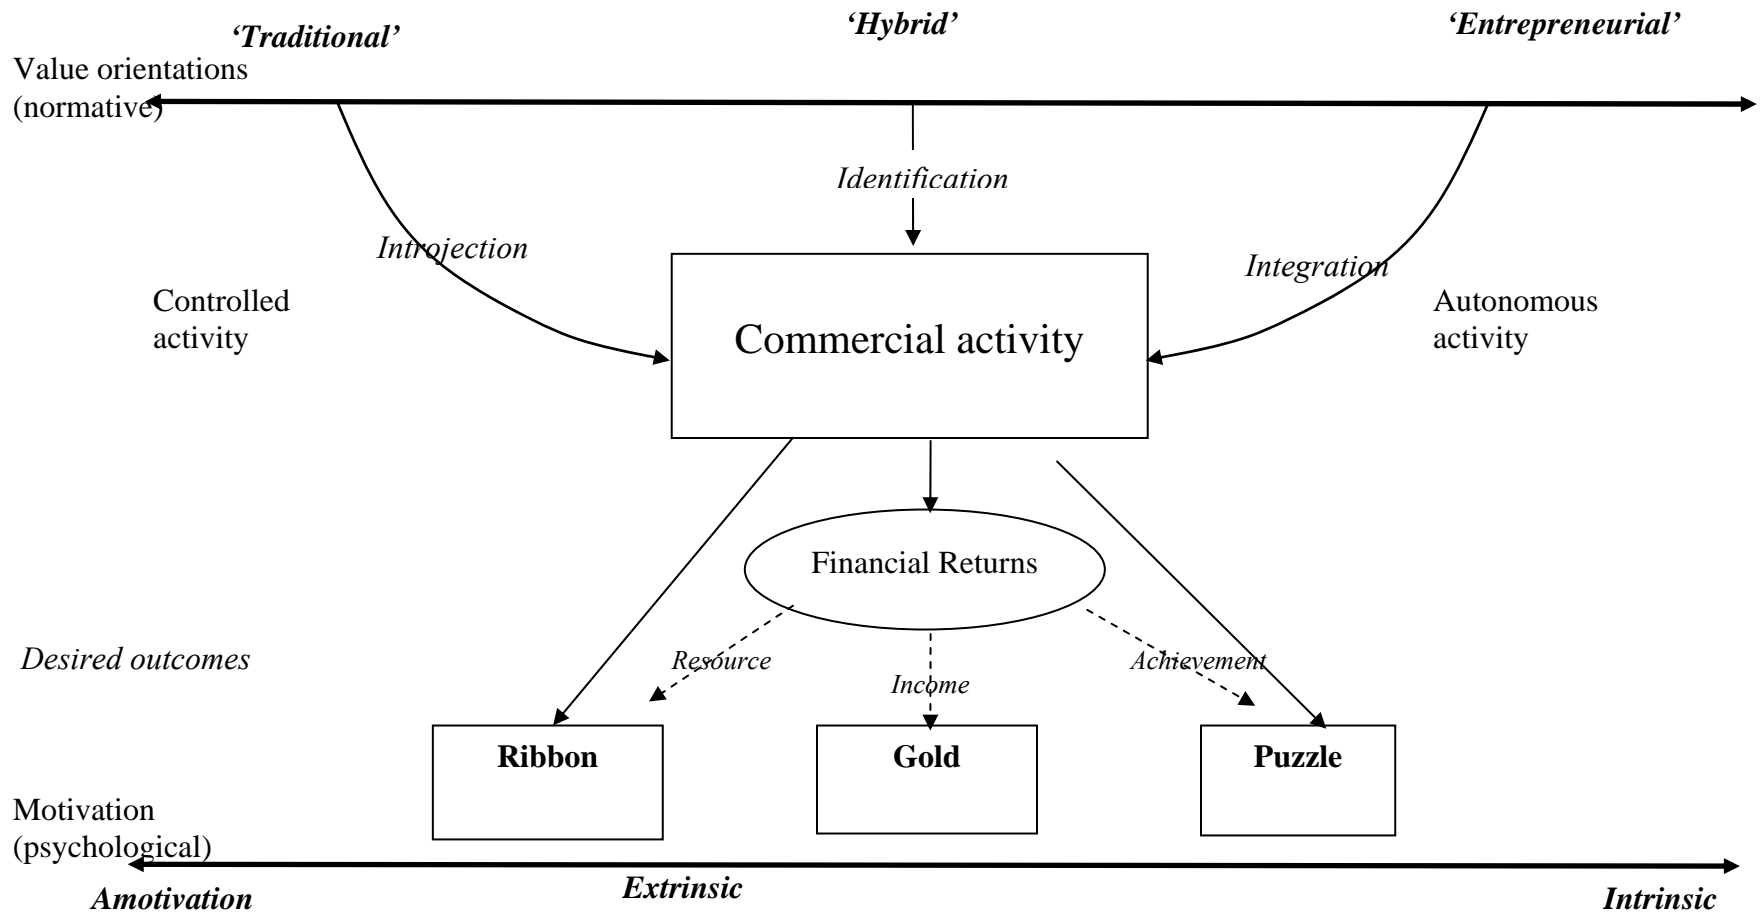 ‘Traditional’
‘Hybrid’
‘Entrepreneurial’
Value orientations
(normative)
Identification
Introjection
Integration
Controlled
activity
Autonomous
activity
Commercial activity
Financial Returns
Desired outcomes
Resource
Income
Achievement
Ribbon
Gold
Puzzle
Motivation
(psychological)
Amotivation
Extrinsic
Intrinsic